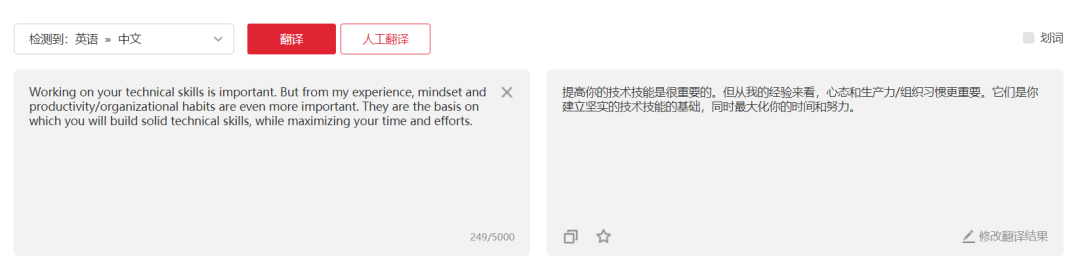 检测到：英语 » 中文
翻译
人工翻译
划词
Working on your technical skills is important. But from my experience, mindset and
productivity/organizational habits are even more important. They are the basis on
which you will build solid technical skills, while maximizing your time and efforts.
249/5000
提高你的技术技能是很重要的。但从我的经验来看，心态和生产力/组织习惯更重要。它们是你
建立坚实的技术技能的基础，同时最大化你的时间和努力。
修改翻译结果